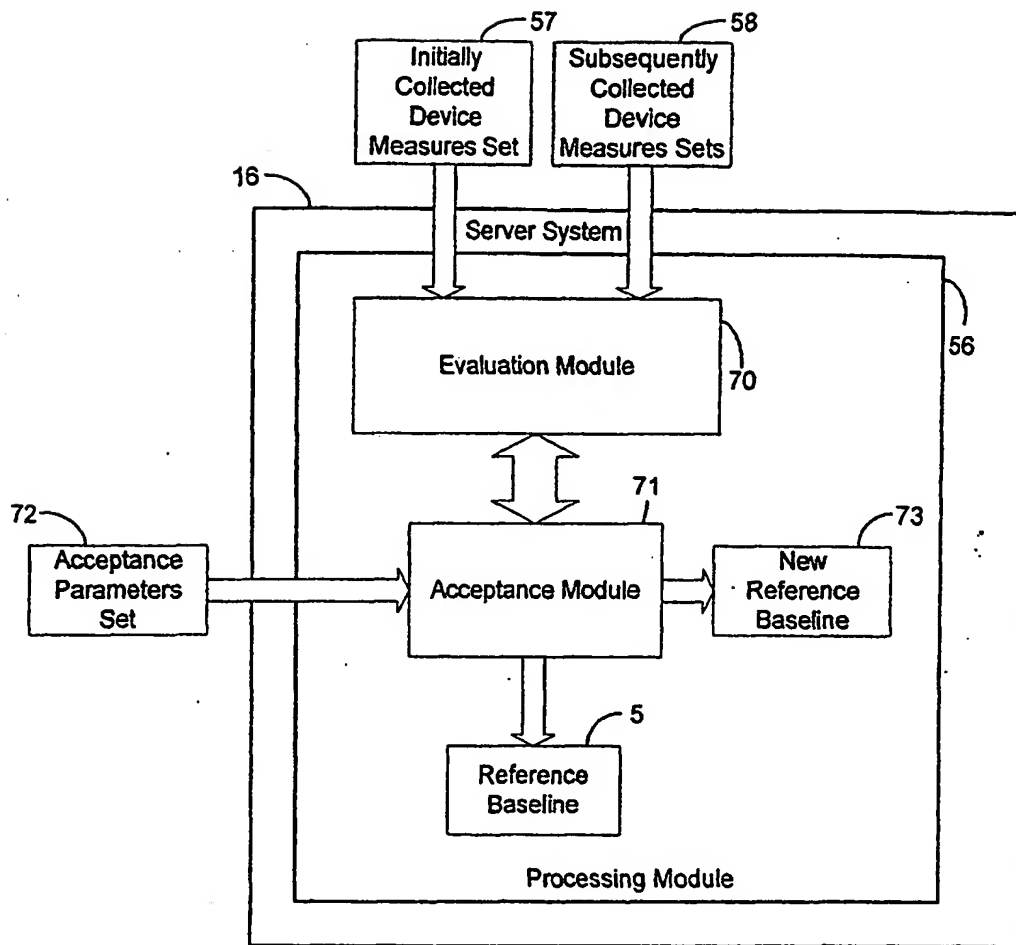 57
58
Initially
Collected
Device
Measures Set
Subsequently
Collected
Device
Measures Sets
16
Server System
56
Evaluation Module
70
71
72
73
Acceptance
Parameters
Set
Acceptance Module
New
Reference
Baseline
5
Reference
Baseline
Processing Module